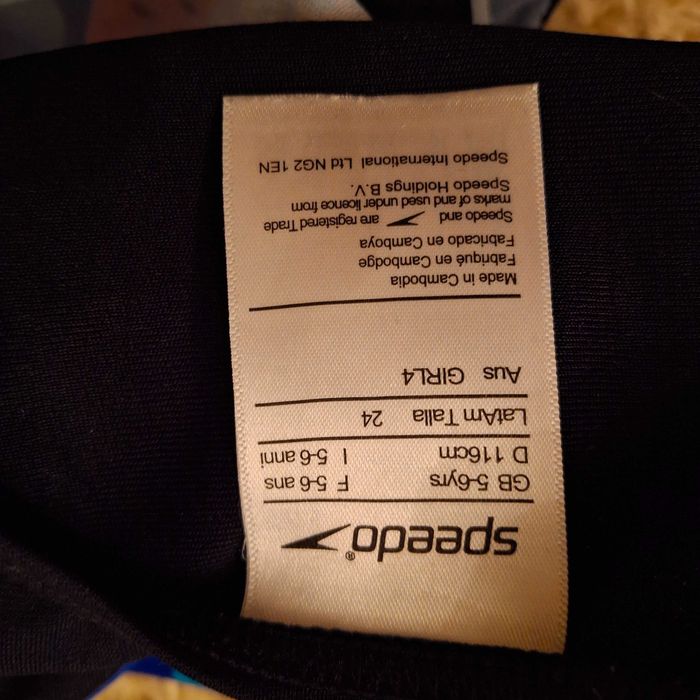 speedo®
GB 5-6yrs F 5-6 ans
D 116cm I 5-6 anni
LatAm Talla 24
Aus GIRL4
Made in Cambodia
Fabriqué en Cambodge
Fabricado en Camboya
Speedo and are registered Trade
marks of and used under licence from
Speedo Holdings B.V.
Speedo International Ltd NG2 1EN